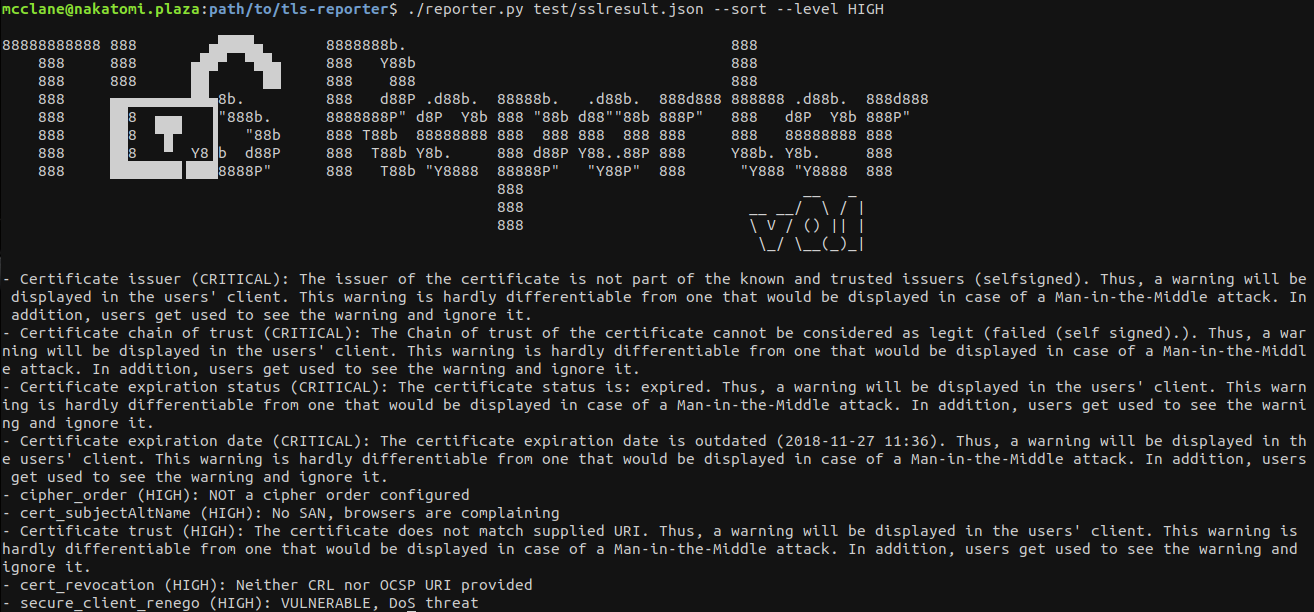 mcclane@nakatomi.plaza:path/to/tls-reporter$ ./reporter.py test/sslresult.json --sort --level HIGH
- Certificate issuer (CRITICAL): The issuer of the certificate is not part of the known and trusted issuers (selfsigned). Thus, a warning will be
displayed in the users' client. This warning is hardly differentiable from one that would be displayed in case of a Man-in-the-Middle attack. In
addition, users get used to see the warning and ignore it.
- Certificate chain of trust (CRITICAL): The Chain of trust of the certificate cannot be considered as legit (failed (self signed).). Thus, a war
ning will be displayed in the users' client. This warning is hardly differentiable from one that would be displayed in case of a Man-in-the-Middl
e attack. In addition, users get used to see the warning and ignore it.
- Certificate expiration status (CRITICAL): The certificate status is: expired. Thus, a warning will be displayed in the users' client. This warn
ing is hardly differentiable from one that would be displayed in case of a Man-in-the-Middle attack. In addition, users get used to see the warni
ng and ignore it.
- Certificate expiration date (CRITICAL): The certificate expiration date is outdated (2018-11-27 11:36). Thus, a warning will be displayed in th
e users' client. This warning is hardly differentiable from one that would be displayed in case of a Man-in-the-Middle attack. In addition, users
get used to see the warning and ignore it.
- cipher_order (HIGH): NOT a cipher order configured
- cert_subjectAltName (HIGH): No SAN, browsers are complaining
- Certificate trust (HIGH): The certificate does not match supplied URI. Thus, a warning will be displayed in the users' client. This warning is
hardly differentiable from one that would be displayed in case of a Man-in-the-Middle attack. In addition, users get used to see the warning and
ignore it.
- cert_revocation (HIGH): Neither CRL nor OCSP URI provided
- secure_client_renego (HIGH): VULNERABLE, DoS threat